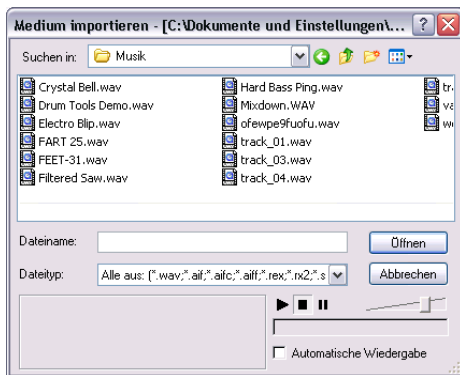 Medium importieren - [C:\Dokumente und Einstellungen\...
Suchen in: Musik
Crystal Bell.wav
Drum Tools Demo.wav
Electro Blip.wav
FART 25.wav
FEET-31.wav
Filtered Saw.wav
Hard Bass Ping.wav
Mixdown.WAV
ofewpe9fuofu.wav
track_01.wav
track_03.wav
track_04.wav
Dateiname:
Öffnen
Dateityp: Alle aus: (*.wav;*.aif;*.aifc;*.aiff;*.rex;*.rx2;*.s
Abbrechen
Automatische Wiedergabe